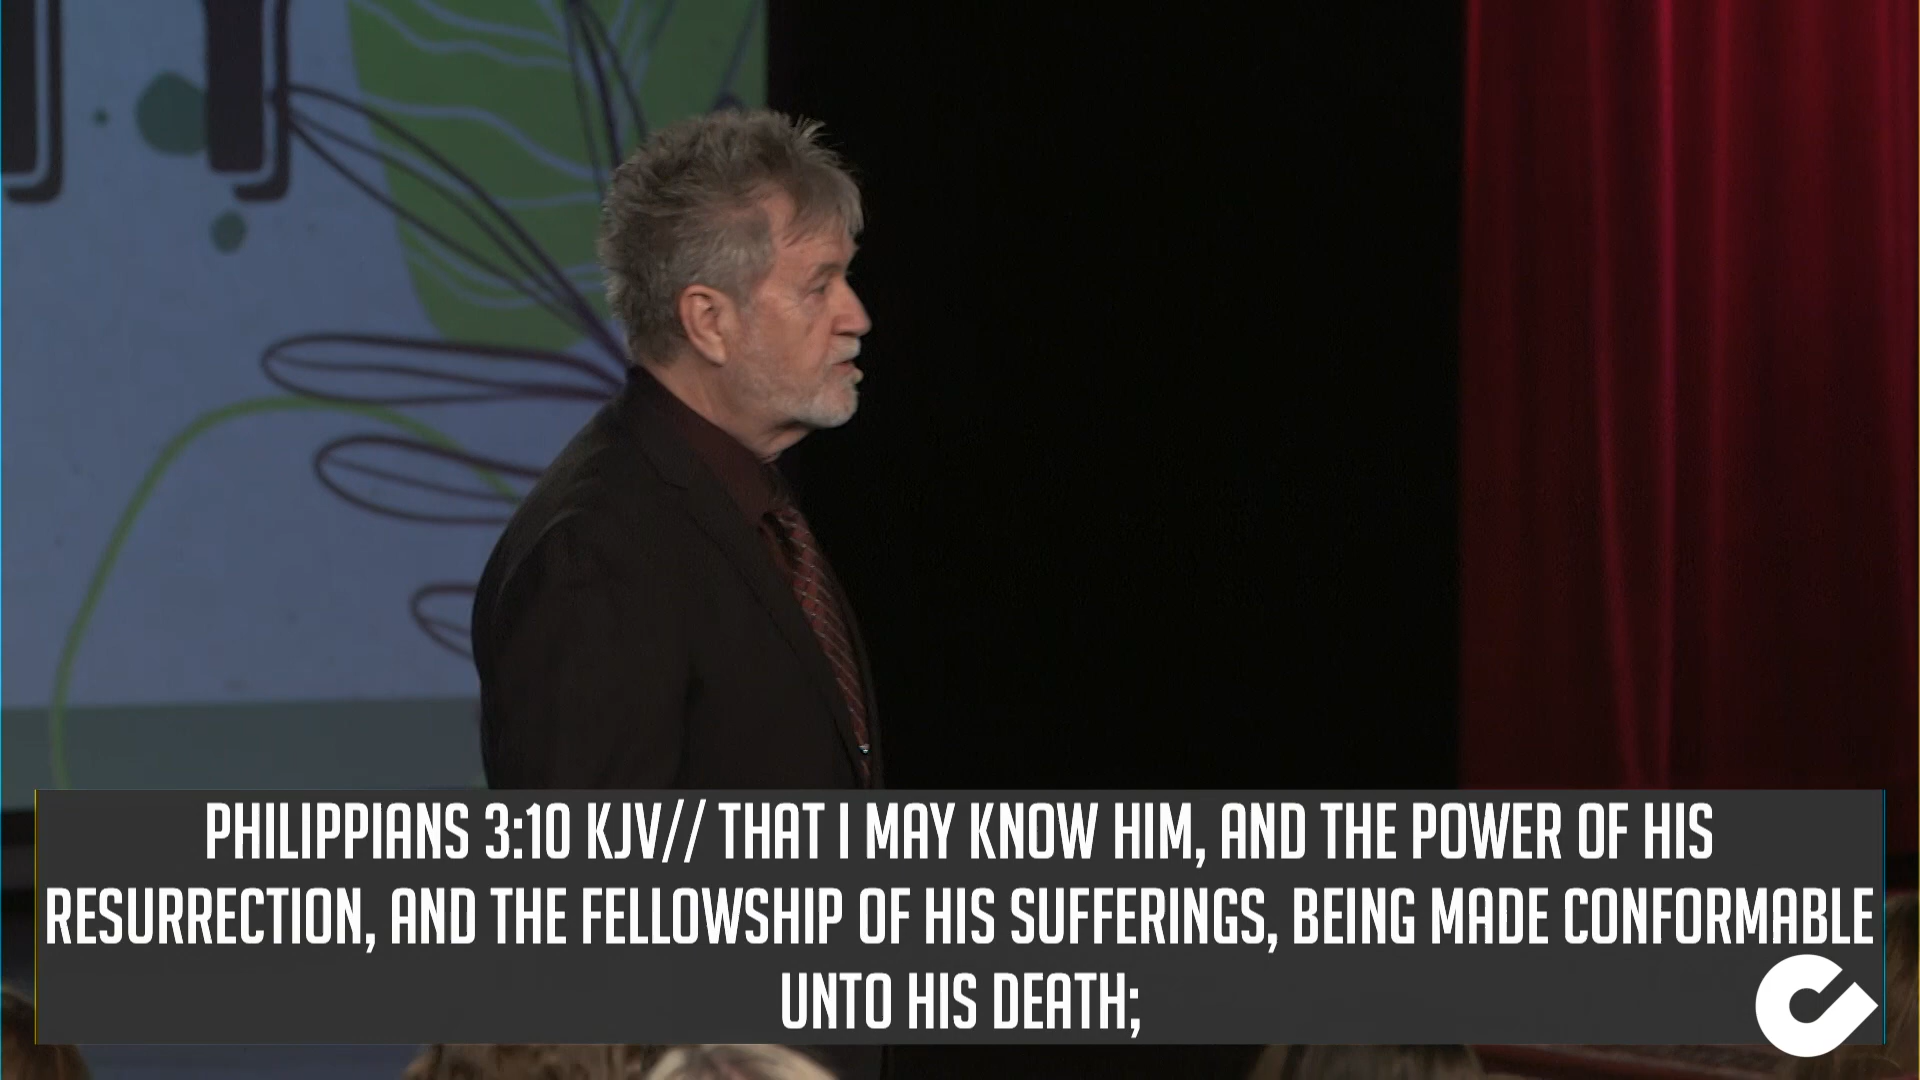 PHILIPPIANS 3:10 KJV// THAT I MAY KNOW HIM, AND THE POWER OF HIS
RESURRECTION, AND THE FELLOWSHIP OF HIS SUFFERINGS, BEING MADE CONFORMABLE
UNTO HIS DEATH;